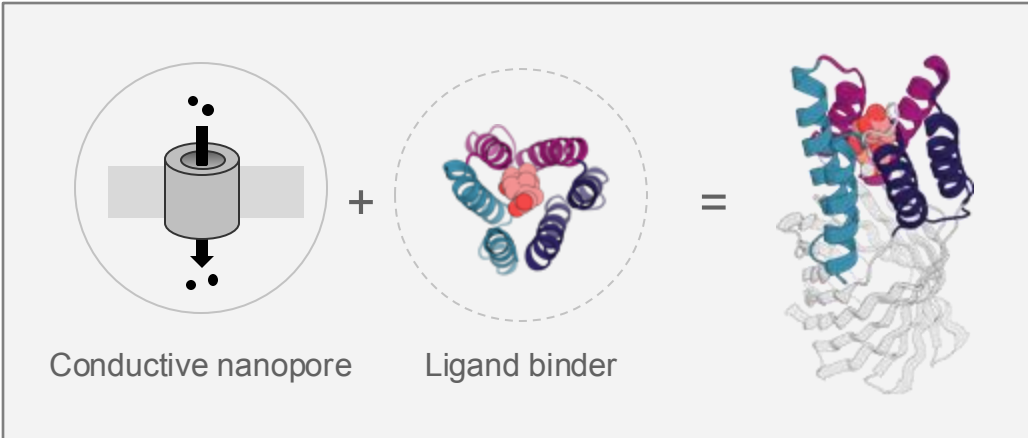 +
=
Conductive nanopore
Ligand binder